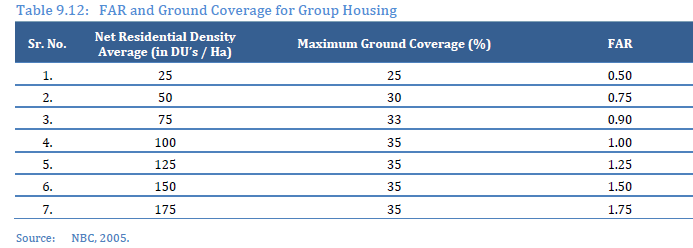 Table 9.12: FAR and Ground Coverage for Group Housing
Sr. No. Net Residential Density Average (in DU's / Ha) Maximum Ground Coverage (%) FAR
1. 25 25 0.50
2. 50 30 0.75
3. 75 33 0.90
4. 100 35 1.00
5. 125 35 1.25
6. 150 35 1.50
7. 175 35 1.75
Source: NBC, 2005.